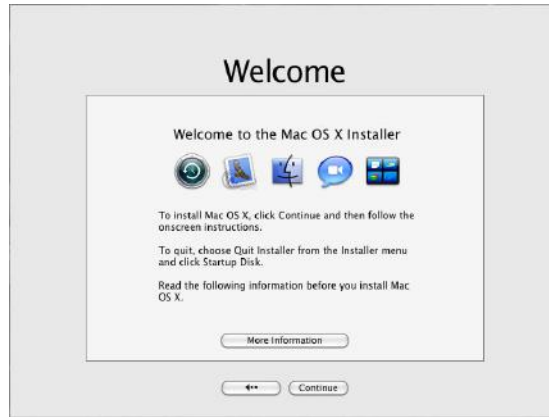 Welcome
Welcome to the Mac OS X Installer
To install Mac OS X, click Continue and then follow the
onscreen instructions.
To quit, choose Quit Installer from the Installer menu
and click Startup Disk.
Read the following information before you install Mac
OS X.
More Information
Continue